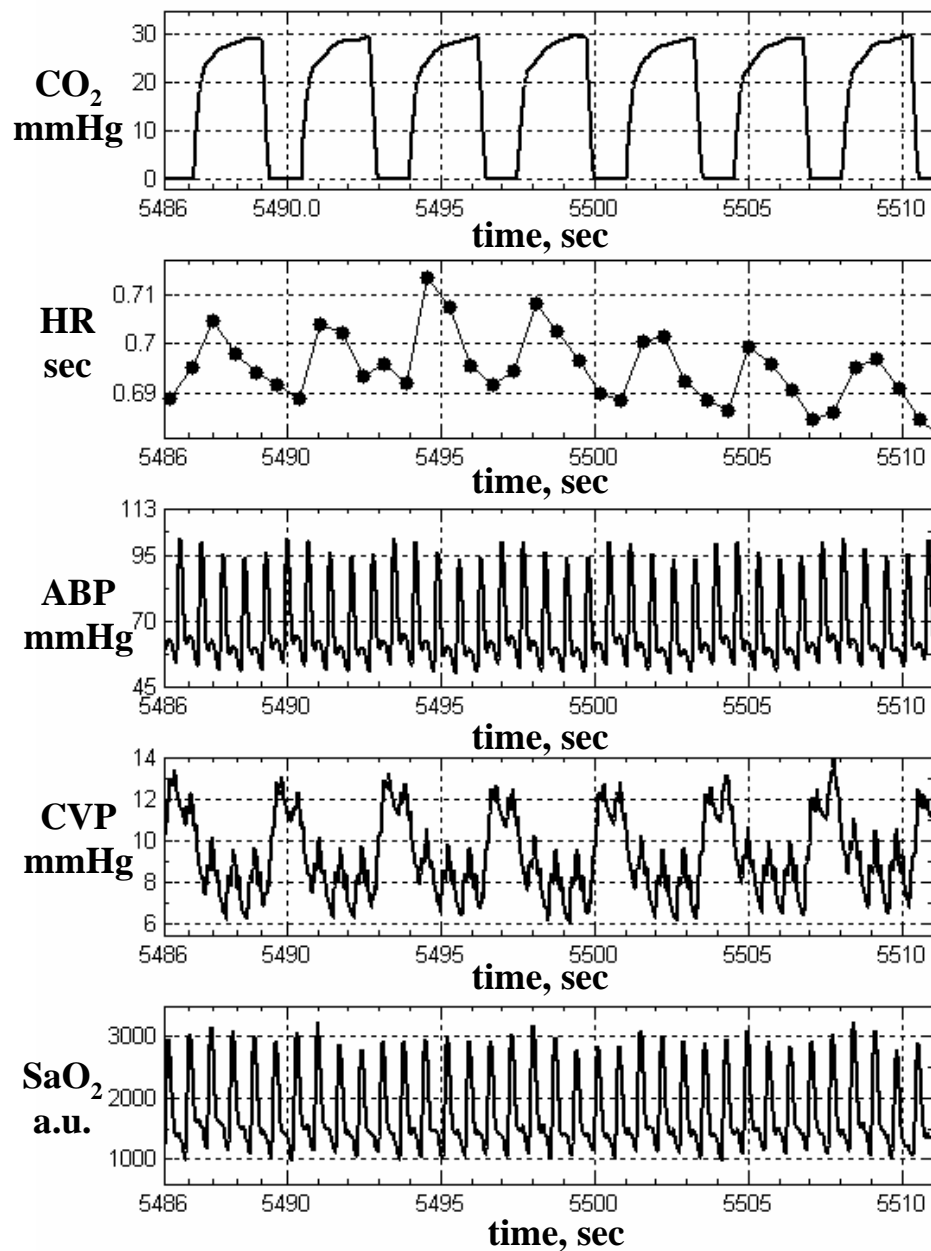 CO₂
mmHg
30
20
10
0
5486 5490.0 5495 5500 5505 5510
time, sec
HR
sec
0.71
0.7
0.69
5486 5490 5495 5500 5505 5510
time, sec
ABP
mmHg
113
95
70
45
5486 5490 5495 5500 5505 5510
time, sec
CVP
mmHg
14
12
10
8
6
5486 5490 5495 5500 5505 5510
time, sec
SaO₂
a.u.
3000
2000
1000
5486 5490 5495 5500 5505 5510
time, sec